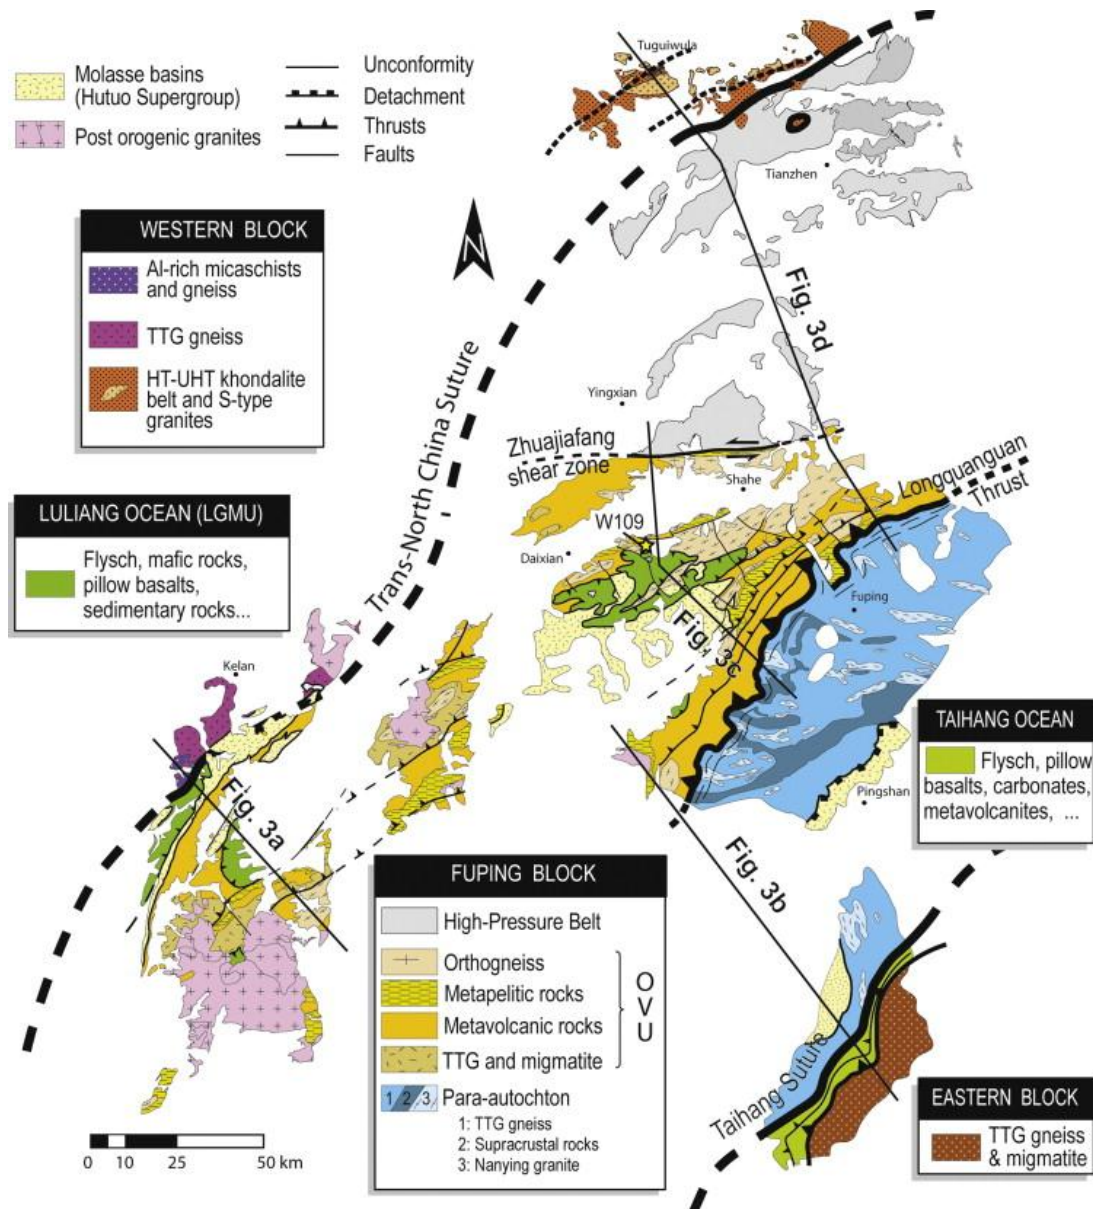 Molasse basins
(Hutuo Supergroup)
Post orogenic granites
Unconformity
Detachment
Thrusts
Faults
Tuguiwula
Tianzhen
N
WESTERN BLOCK
Al-rich micaschists
and gneiss
TTG gneiss
HT-UHT khondalite
belt and S-type
granites
Trans-North China Suture
Fig. 3d
Yingxian
Zhuajiafang
shear zone
Shahe
Longquanguan
Thrust
LULIANG OCEAN (LGMU)
Flysch, mafic rocks,
pillow basalts,
sedimentary rocks...
W109
Daixian
Fuping
Fig. 3c
Kelan
TAIHANG OCEAN
Flysch, pillow
basalts, carbonates,
metavolcanites, ...
Pingshan
Fig. 3a
Fig. 3b
FUPING BLOCK
High-Pressure Belt
Orthogneiss
Metapelitic rocks
Metavolcanic rocks
TTG and migmatite
O
V
U
1 2 3 Para-autochton
1: TTG gneiss
2: Supracrustal rocks
3: Nanying granite
Taihang Suture
EASTERN BLOCK
TTG gneiss
& migmatite
0 10 25 50 km